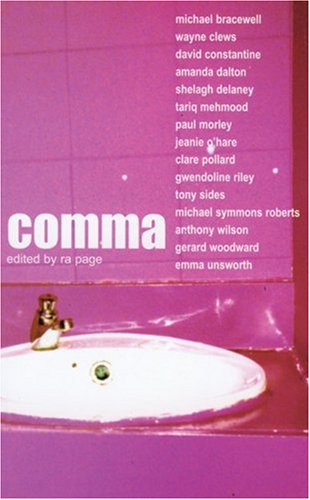 michael bracewell
wayne clews
david constantine
amanda dalton
shelagh delaney
tariq mehmood
paul morley
jeanie o'hare
clare pollard
gwendoline riley
tony sides
michael symmons roberts
anthony wilson
gerard woodward
emma unsworth
comma
edited by ra page